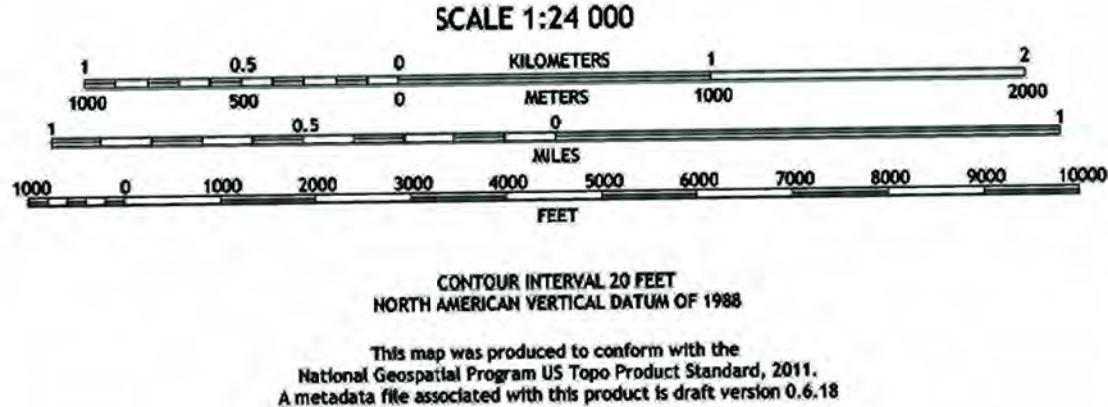 SCALE 1:24 000
1 0.5 0 KILOMETERS 1 2
1000 500 0 METERS 1000 2000
1 0.5 0 1
MILES
1000 0 1000 2000 3000 4000 5000 6000 7000 8000 9000 10000
FEET
CONTOUR INTERVAL 20 FEET
NORTH AMERICAN VERTICAL DATUM OF 1988
This map was produced to conform with the
National Geospatial Program US Topo Product Standard, 2011.
A metadata file associated with this product is draft version 0.6.18